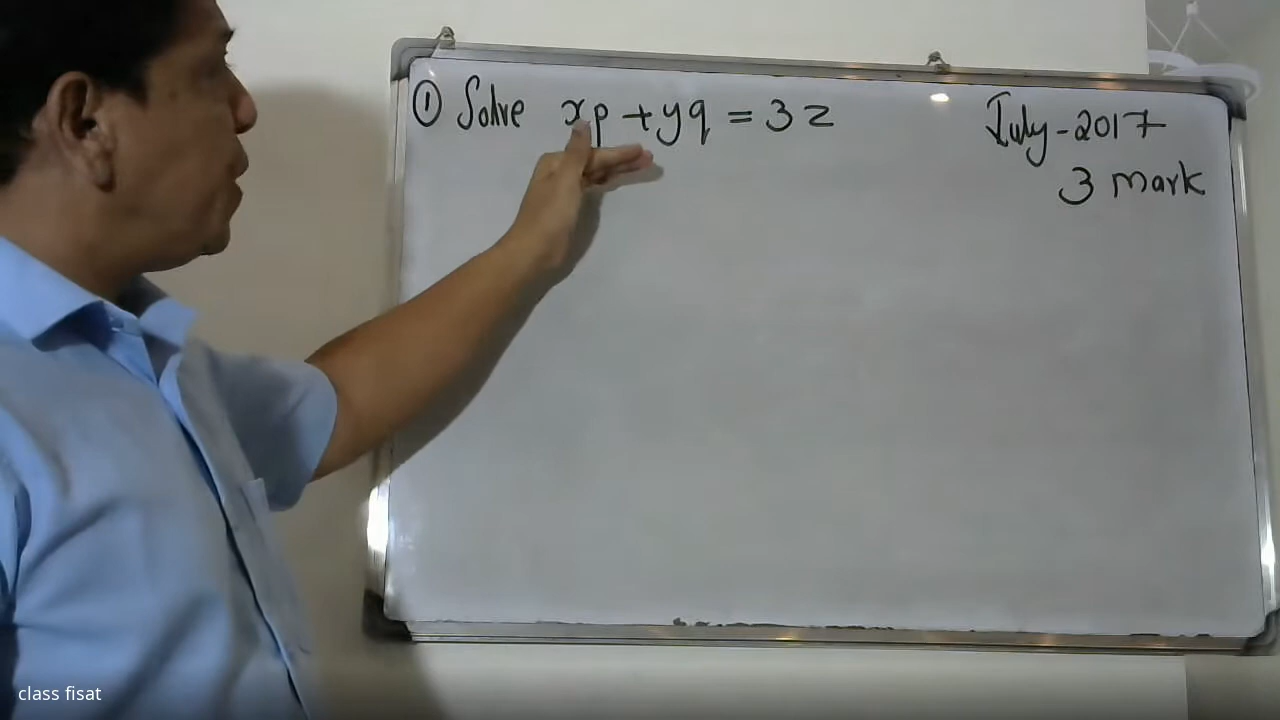 ① Solve xp + yq = 3z
July - 2017
3 mark
class fisat